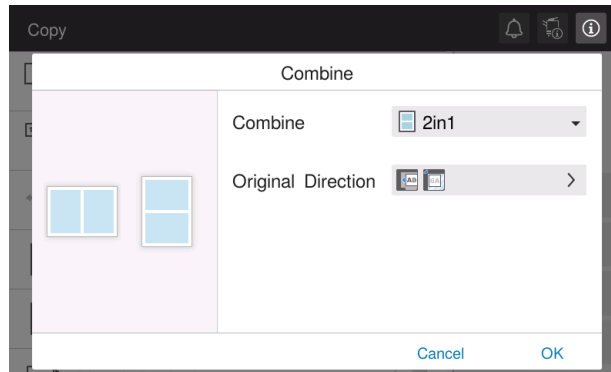 Copy
Combine
Combine
2in1
Original Direction
Cancel
OK